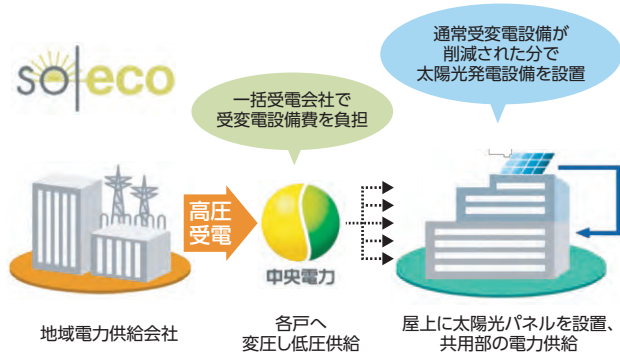 soleco
通常受変電設備が
削減された分で
太陽光発電設備を設置
一括受電会社で
受変電設備費を負担
高圧
受電
中央電力
地域電力供給会社
各戸へ
変圧し低圧供給
屋上に太陽光パネルを設置、
共用部の電力供給